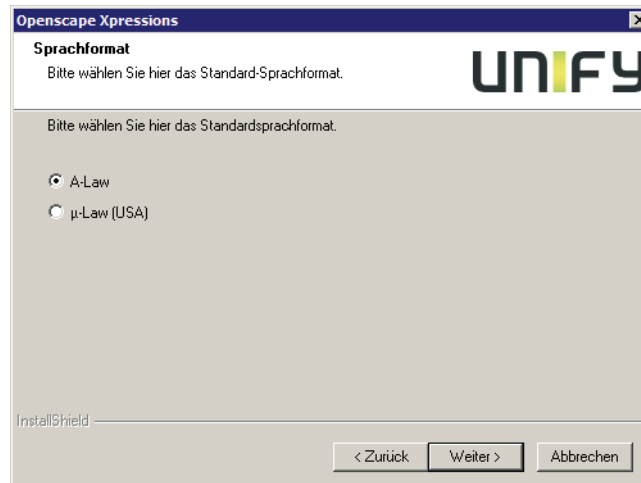 Openscape Xpressions
Sprachformat
Bitte wählen Sie hier das Standard-Sprachformat.
UNIFY
Bitte wählen Sie hier das Standardsprachformat.
A-Law
µ-Law (USA)
InstallShield
< Zurück
Weiter >
Abbrechen